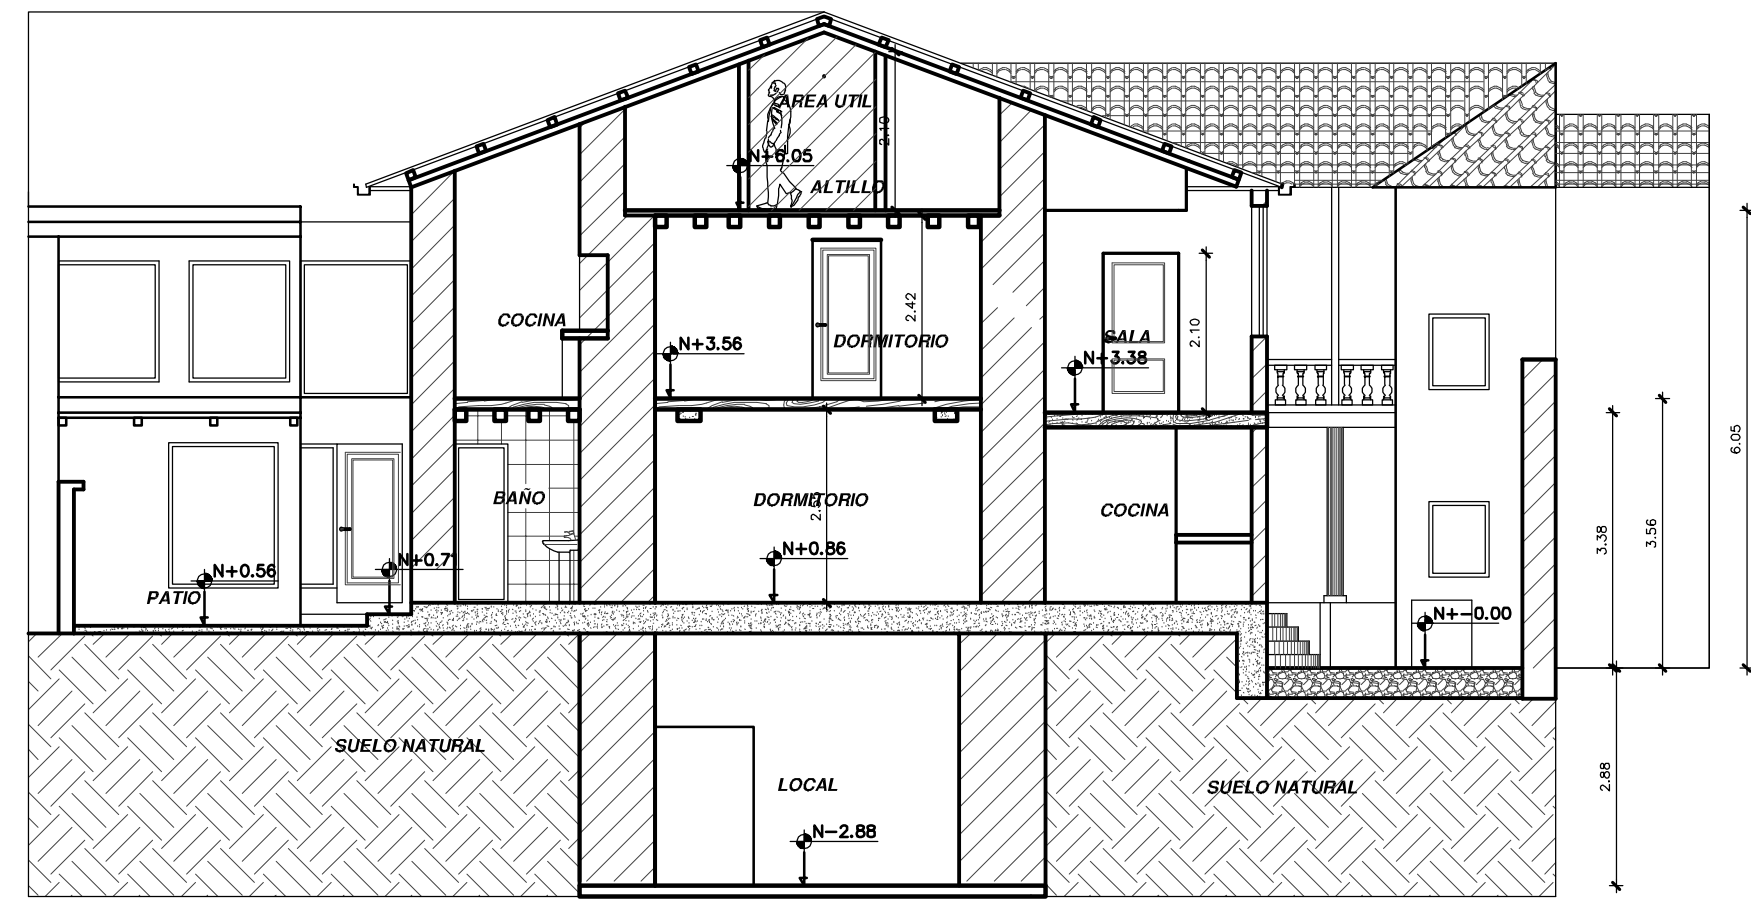 AREA UTIL
2.10
N+6.05
ALTILLO
COCINA
2.42
N+3.56
DORMITORIO
SALA
N+3.38
2.10
6.05
BAÑO
DORMITORIO
COCINA
3.38
3.56
N+0.86
N+0.56
PATIO
N+-0.00
SUELO NATURAL
LOCAL
SUELO NATURAL
2.88
N-2.88